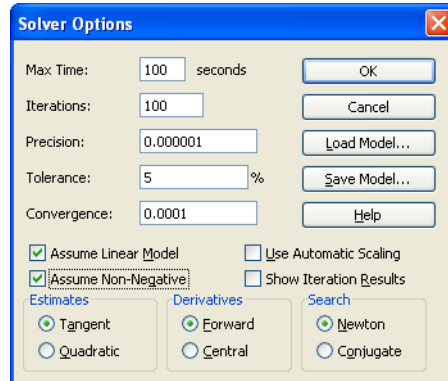 Solver Options
Max Time: 100 seconds OK
Iterations: 100 Cancel
Precision: 0.000001 Load Model...
Tolerance: 5 % Save Model...
Convergence: 0.0001 Help
Assume Linear Model Use Automatic Scaling
Assume Non-Negative Show Iteration Results
Estimates Derivatives Search
Tangent Forward Newton
Quadratic Central Conjugate